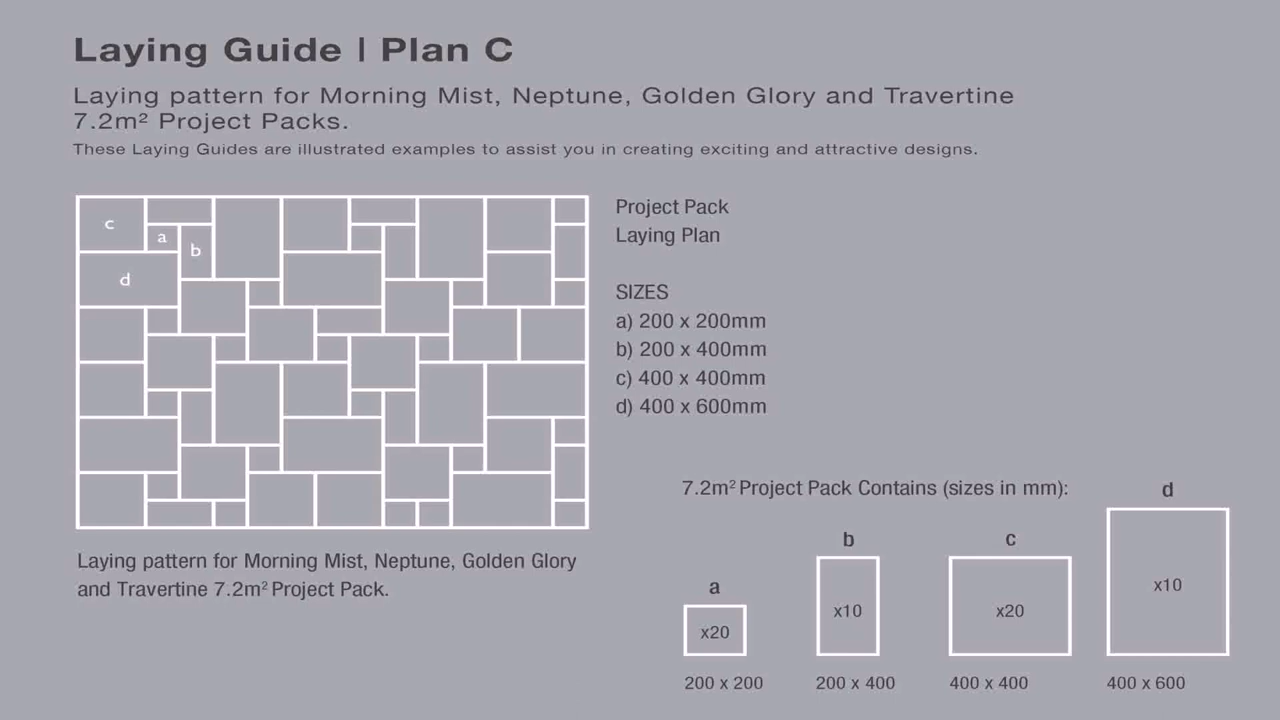 Laying Guide | Plan C
Laying pattern for Morning Mist, Neptune, Golden Glory and Travertine
7.2m² Project Packs.
These Laying Guides are illustrated examples to assist you in creating exciting and attractive designs.
c
a
b
d
Project Pack
Laying Plan
SIZES
a) 200 x 200mm
b) 200 x 400mm
c) 400 x 400mm
d) 400 x 600mm
Laying pattern for Morning Mist, Neptune, Golden Glory
and Travertine 7.2m² Project Pack.
7.2m² Project Pack Contains (sizes in mm):
a
b
c
d
x20
x10
x20
x10
200 x 200
200 x 400
400 x 400
400 x 600